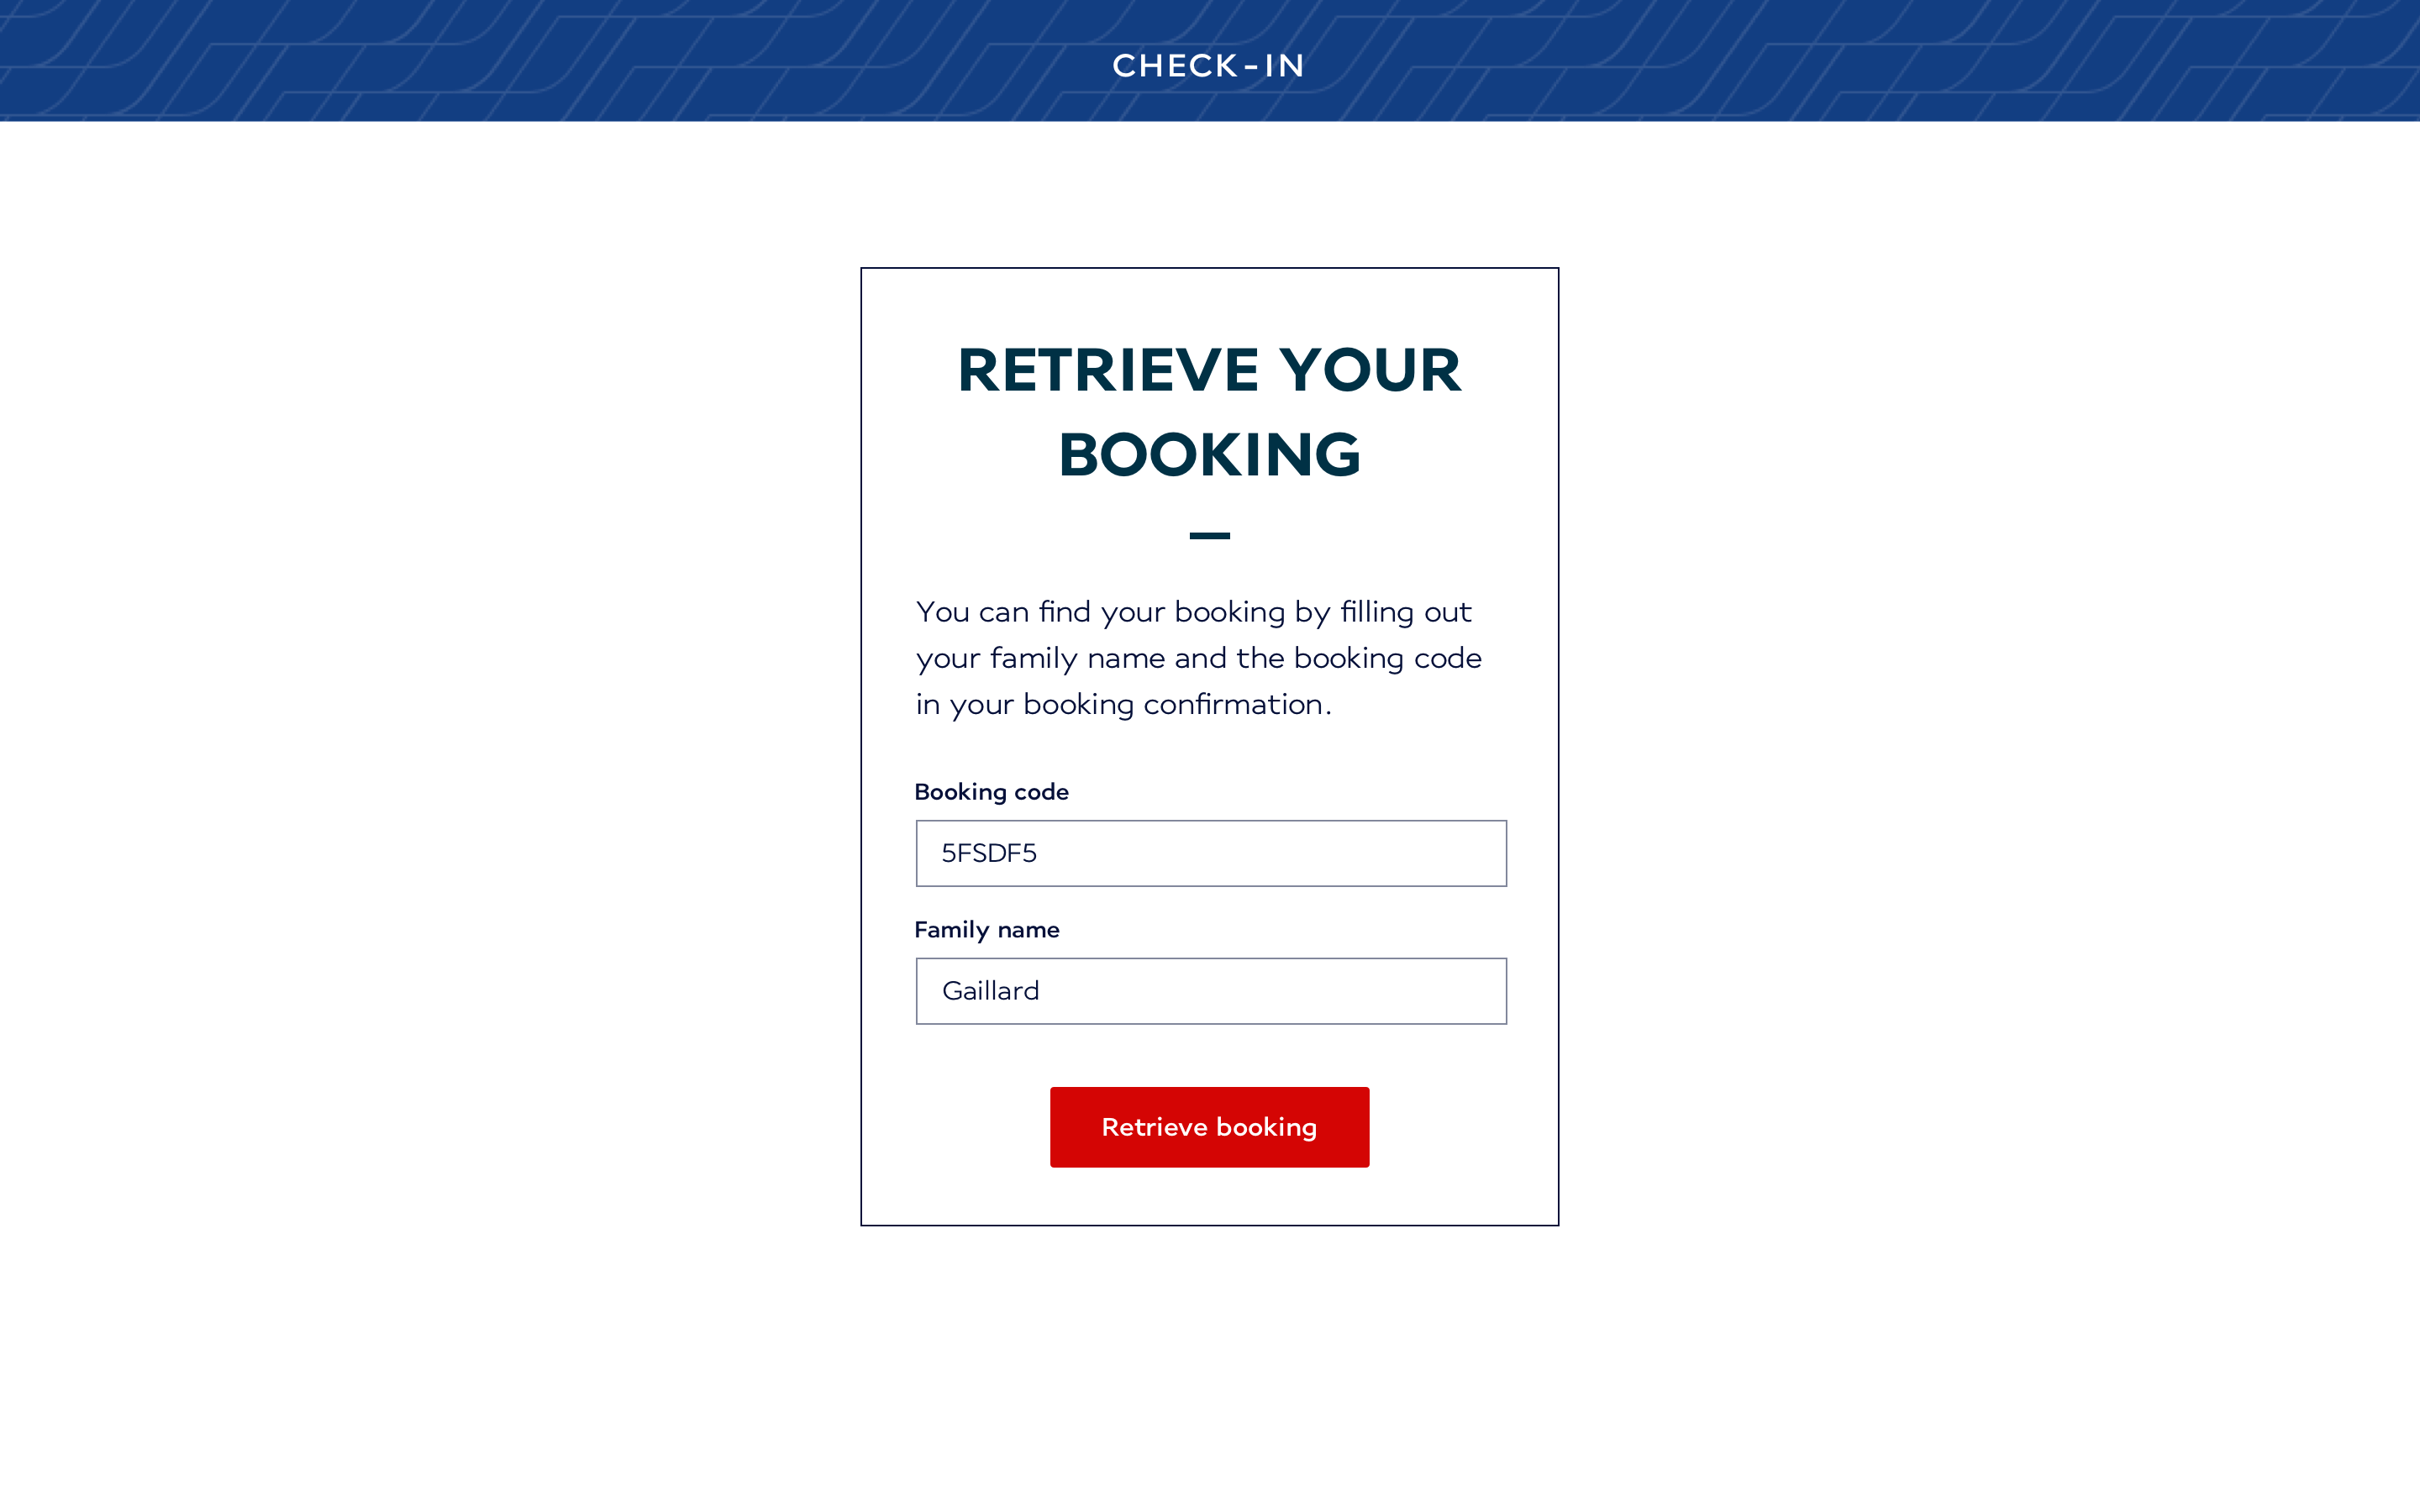 CHECK-IN
RETRIEVE YOUR
BOOKING
You can find your booking by filling out
your family name and the booking code
in your booking confirmation.
Booking code
5FSDF5
Family name
Gaillard
Retrieve booking